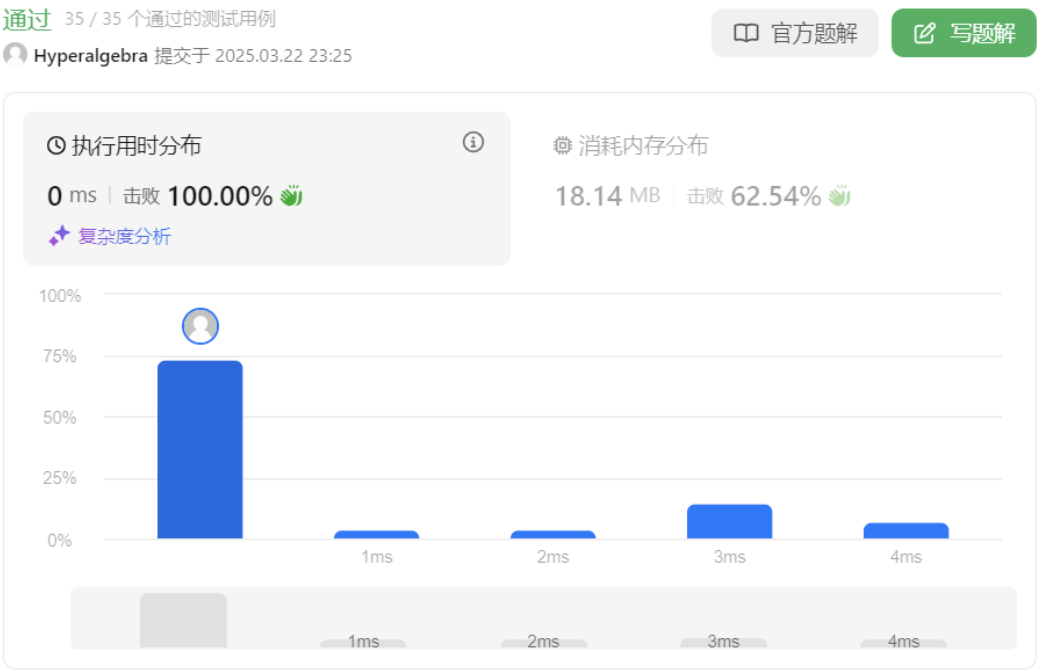 通过 35 / 35 个通过的测试用例
官方题解
写题解
Hyperalgebra 提交于 2025.03.22 23:25
执行用时分布
0 ms 击败 100.00%
复杂度分析
消耗内存分布
18.14 MB 击败 62.54%
100%
75%
50%
25%
0%
1ms 2ms 3ms 4ms
1ms 2ms 3ms 4ms